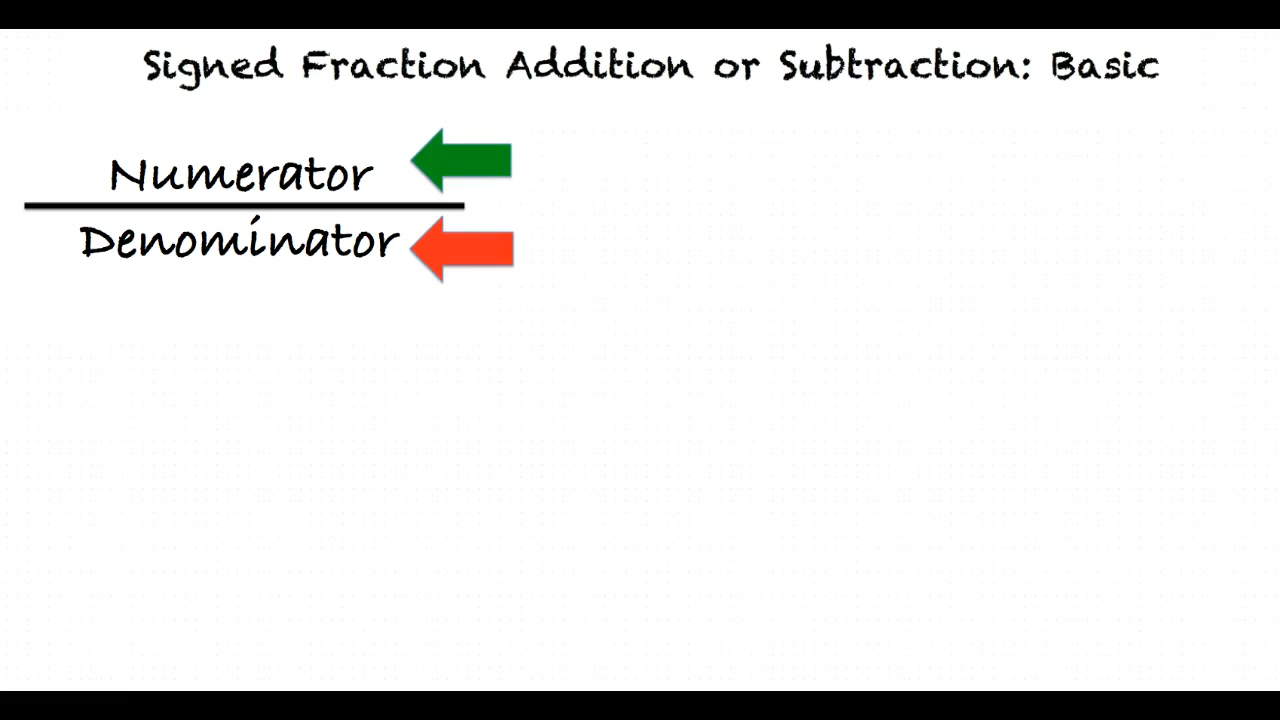 Signed Fraction Addition or Subtraction: Basic
Numerator
Denominator